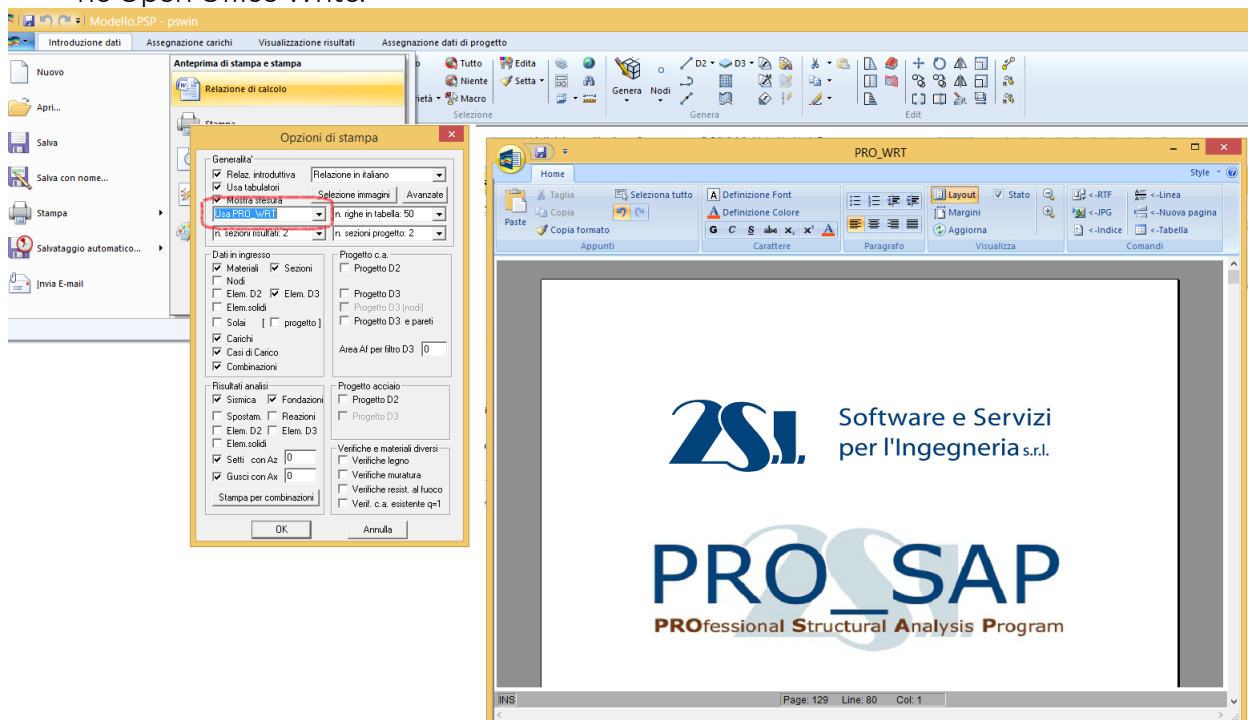 ne Open Office Writer.
Modello.PSP - pswin
Introduzione dati Assegnazione carichi Visualizzazione risultati Assegnazione dati di progetto
Nuovo
Apri...
Salva
Salva con nome...
Stampa
Salvataggio automatico...
Invia E-mail
Anteprima di stampa e stampa
Relazione di calcolo
Stampa
Tutto
Niente
Macro
Edita
Setta
Selezione
Genera Nodi
D2 D3
Genera
Edit
Opzioni di stampa
Generalita'
Relaz. introduttiva Relazione in italiano
Usa tabulatori
Mostra stesura Selezione immagini Avanzate
Usa PRO_WRT n. righe in tabella: 50
n. sezioni risultati: 2 n. sezioni progetto: 2
Dati in ingresso
Materiali Sezioni
Nodi
Elem. D2 Elem. D3
Elem.solidi
Solai [ progetto ]
Carichi
Casi di Carico
Combinazioni
Progetto c.a.
Progetto D2
Progetto D3
Progetto D3 (nodi)
Progetto D3 e pareti
Area Af per filtro D3 0
Risultati analisi
Sismica Fondazioni
Spostam. Reazioni
Elem. D2 Elem. D3
Elem.solidi
Setti con Az 0
Gusci con Ax 0
Stampa per combinazioni
Progetto acciaio
Progetto D2
Progetto D3
Verifiche e materiali diversi
Verifiche legno
Verifiche muratura
Verifiche resist. al fuoco
Verif. c.a. esistente q=1
OK Annulla
PRO_WRT
Home Style
Paste
Taglia
Copia
Copia formato
Seleziona tutto
Appunti
Definizione Font
Definizione Colore
G C S abc x, x' A
Carattere
Paragrafo
Layout Stato
Margini
Aggiorna
Visualizza
<-RTF <-Linea
<-JPG <-Nuova pagina
<-Indice <-Tabella
Comandi
2S.I. Software e Servizi
per l'Ingegneria s.r.l.
PRO_SAP
PROfessional Structural Analysis Program
INS Page: 129 Line: 80 Col: 1